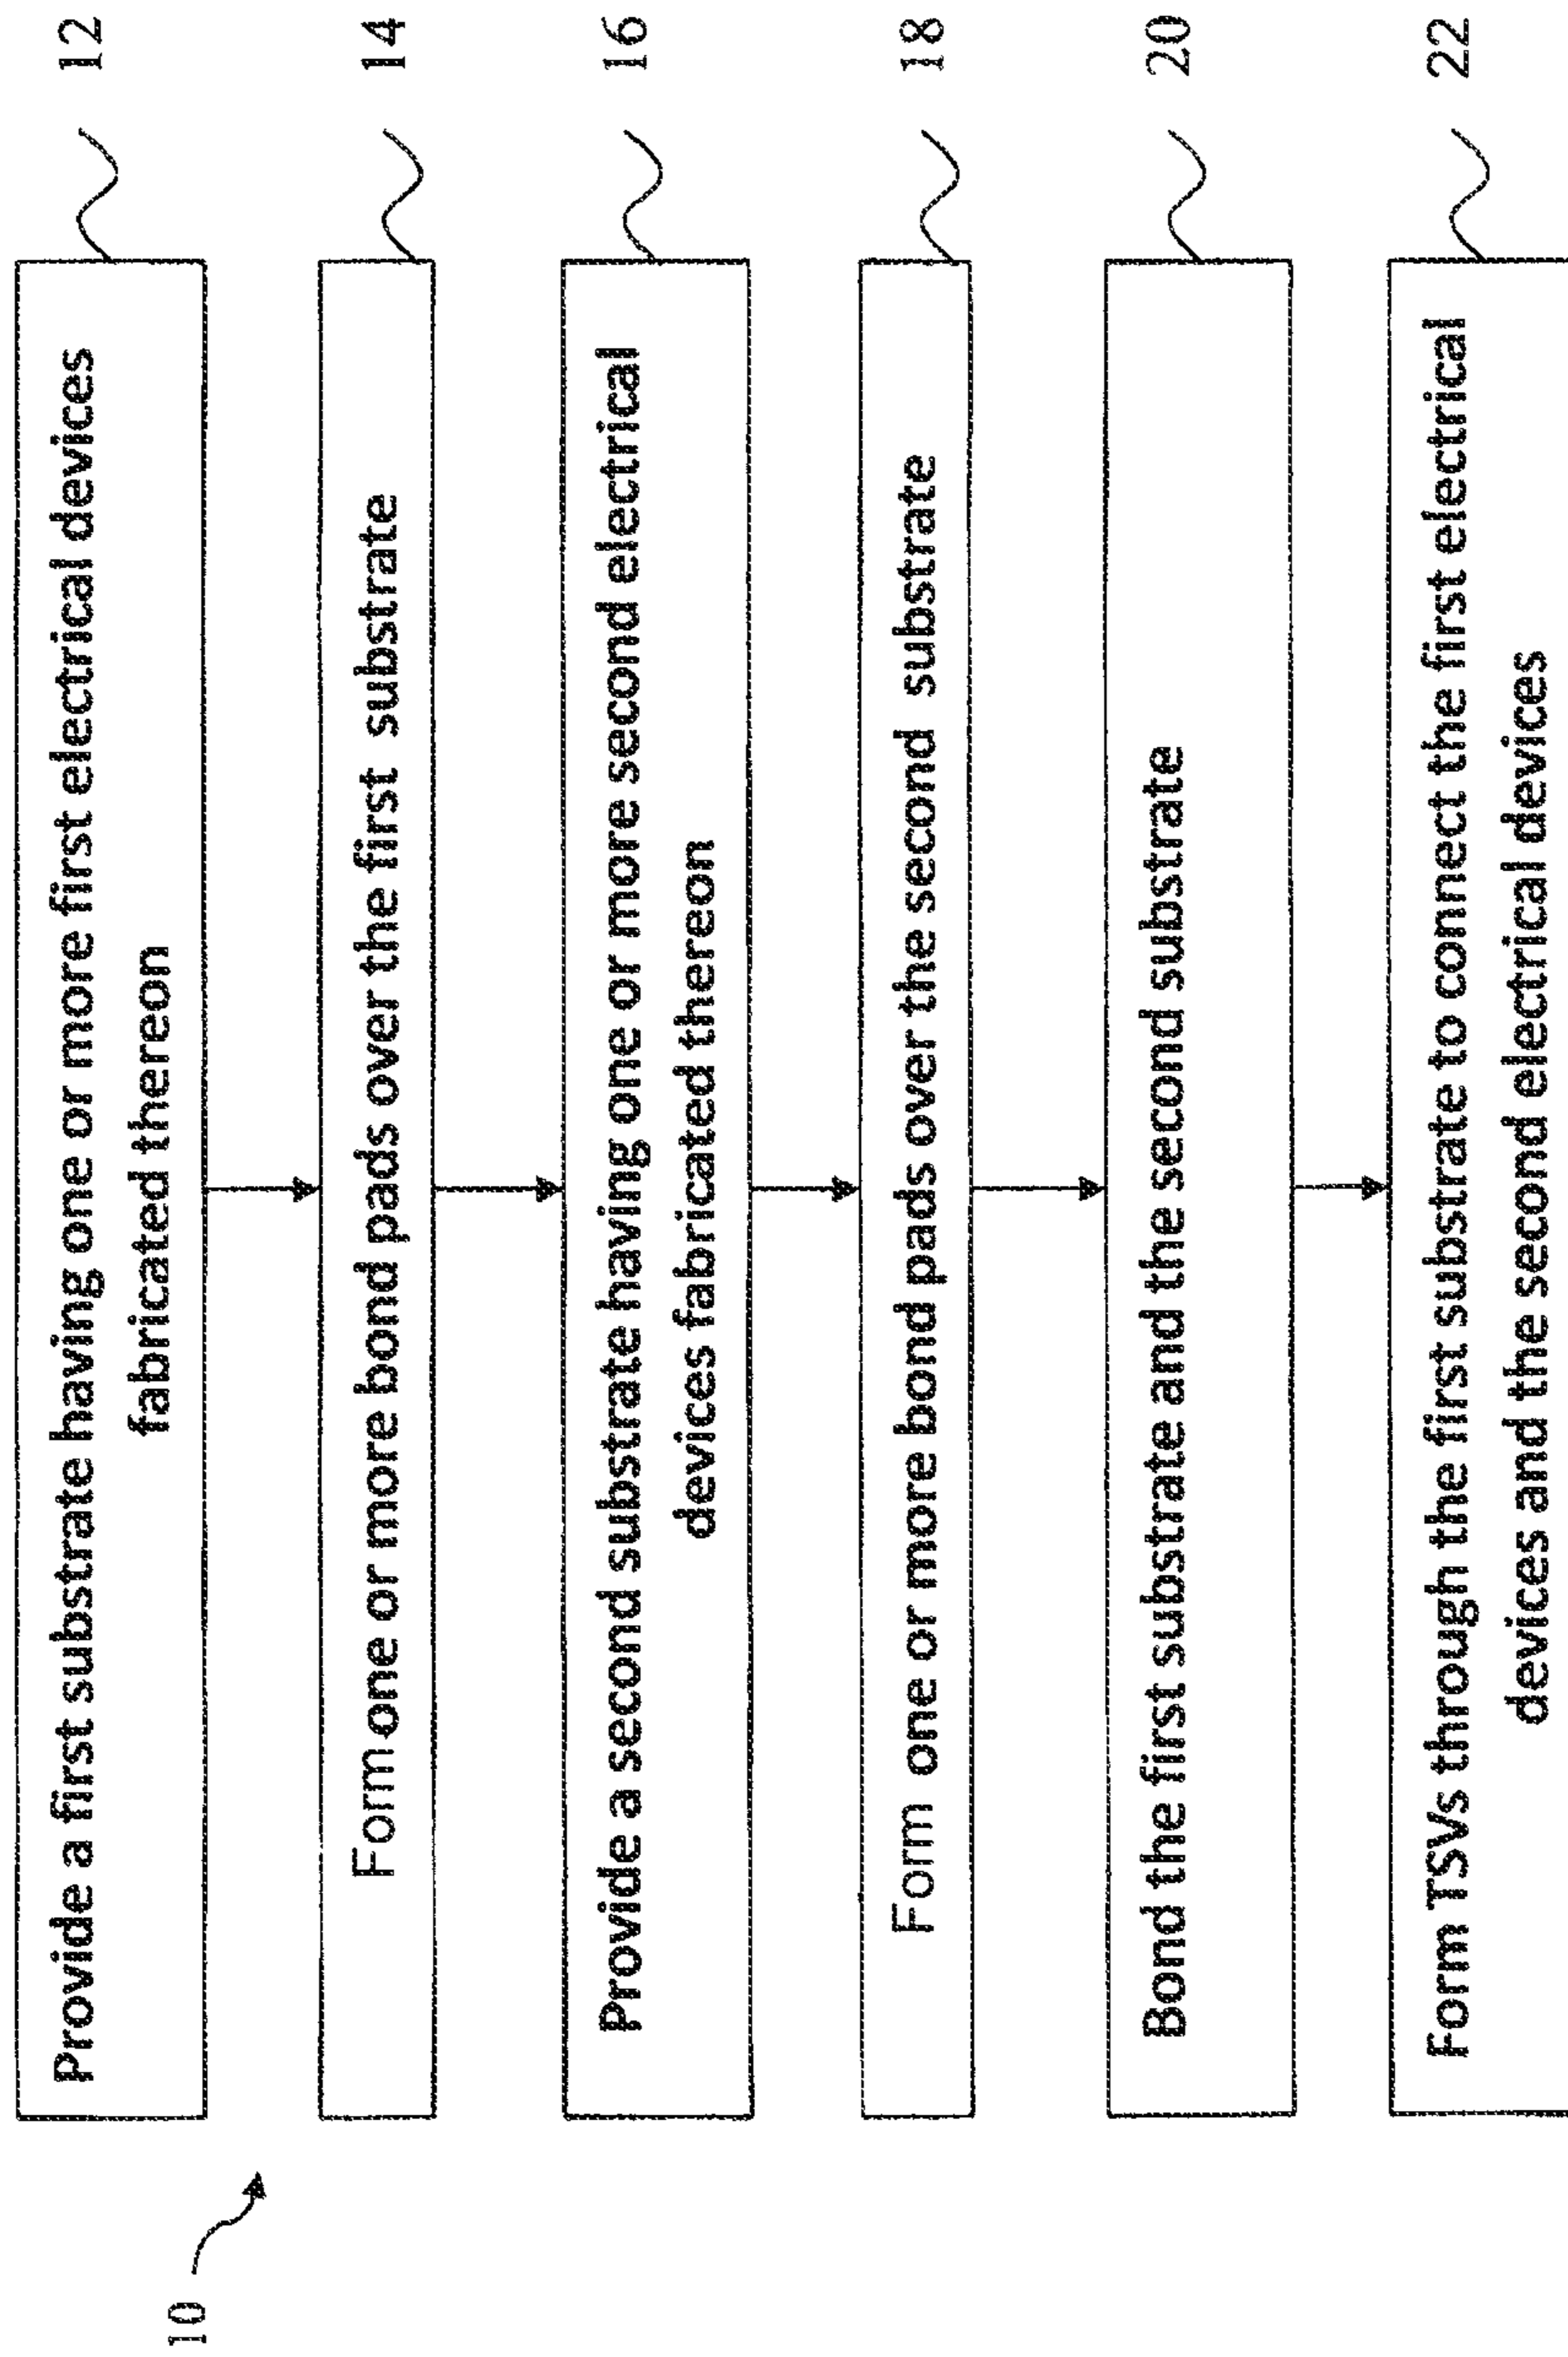 10
Provide a first substrate having one or more first electrical devices
fabricated thereon
12
Form one or more bond pads over the first substrate
14
Provide a second substrate having one or more second electrical
devices fabricated thereon
16
Form one or more bond pads over the second substrate
18
Bond the first substrate and the second substrate
20
Form TSVs through the first substrate to connect the first electrical
devices and the second electrical devices
22